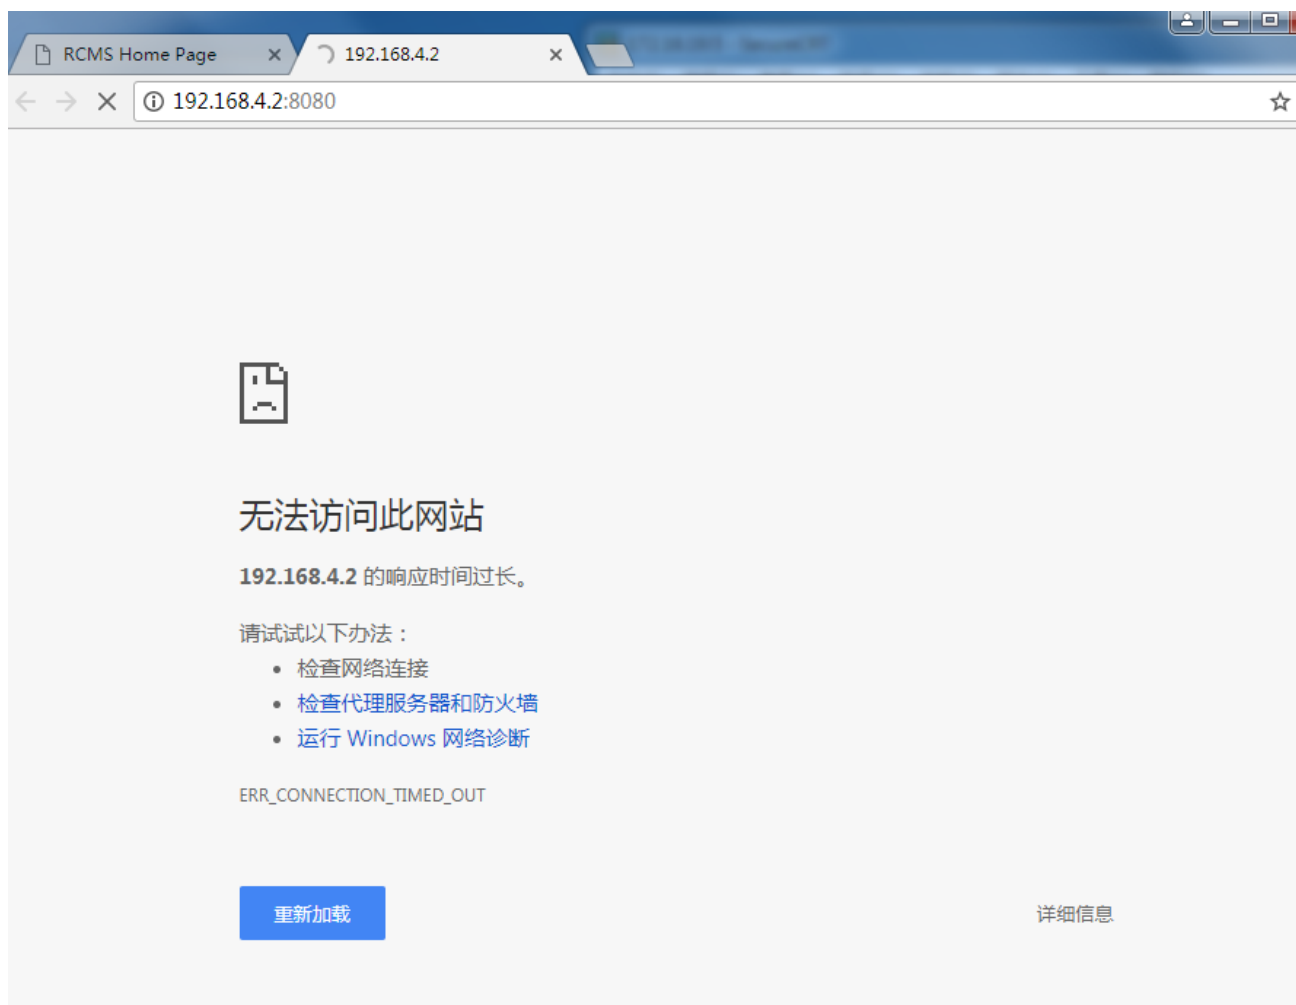 RCMS Home Page
192.168.4.2
192.168.4.2:8080
无法访问此网站
192.168.4.2 的响应时间过长。
请试试以下办法：
检查网络连接
检查代理服务器和防火墙
运行 Windows 网络诊断
ERR_CONNECTION_TIMED_OUT
重新加载
详细信息